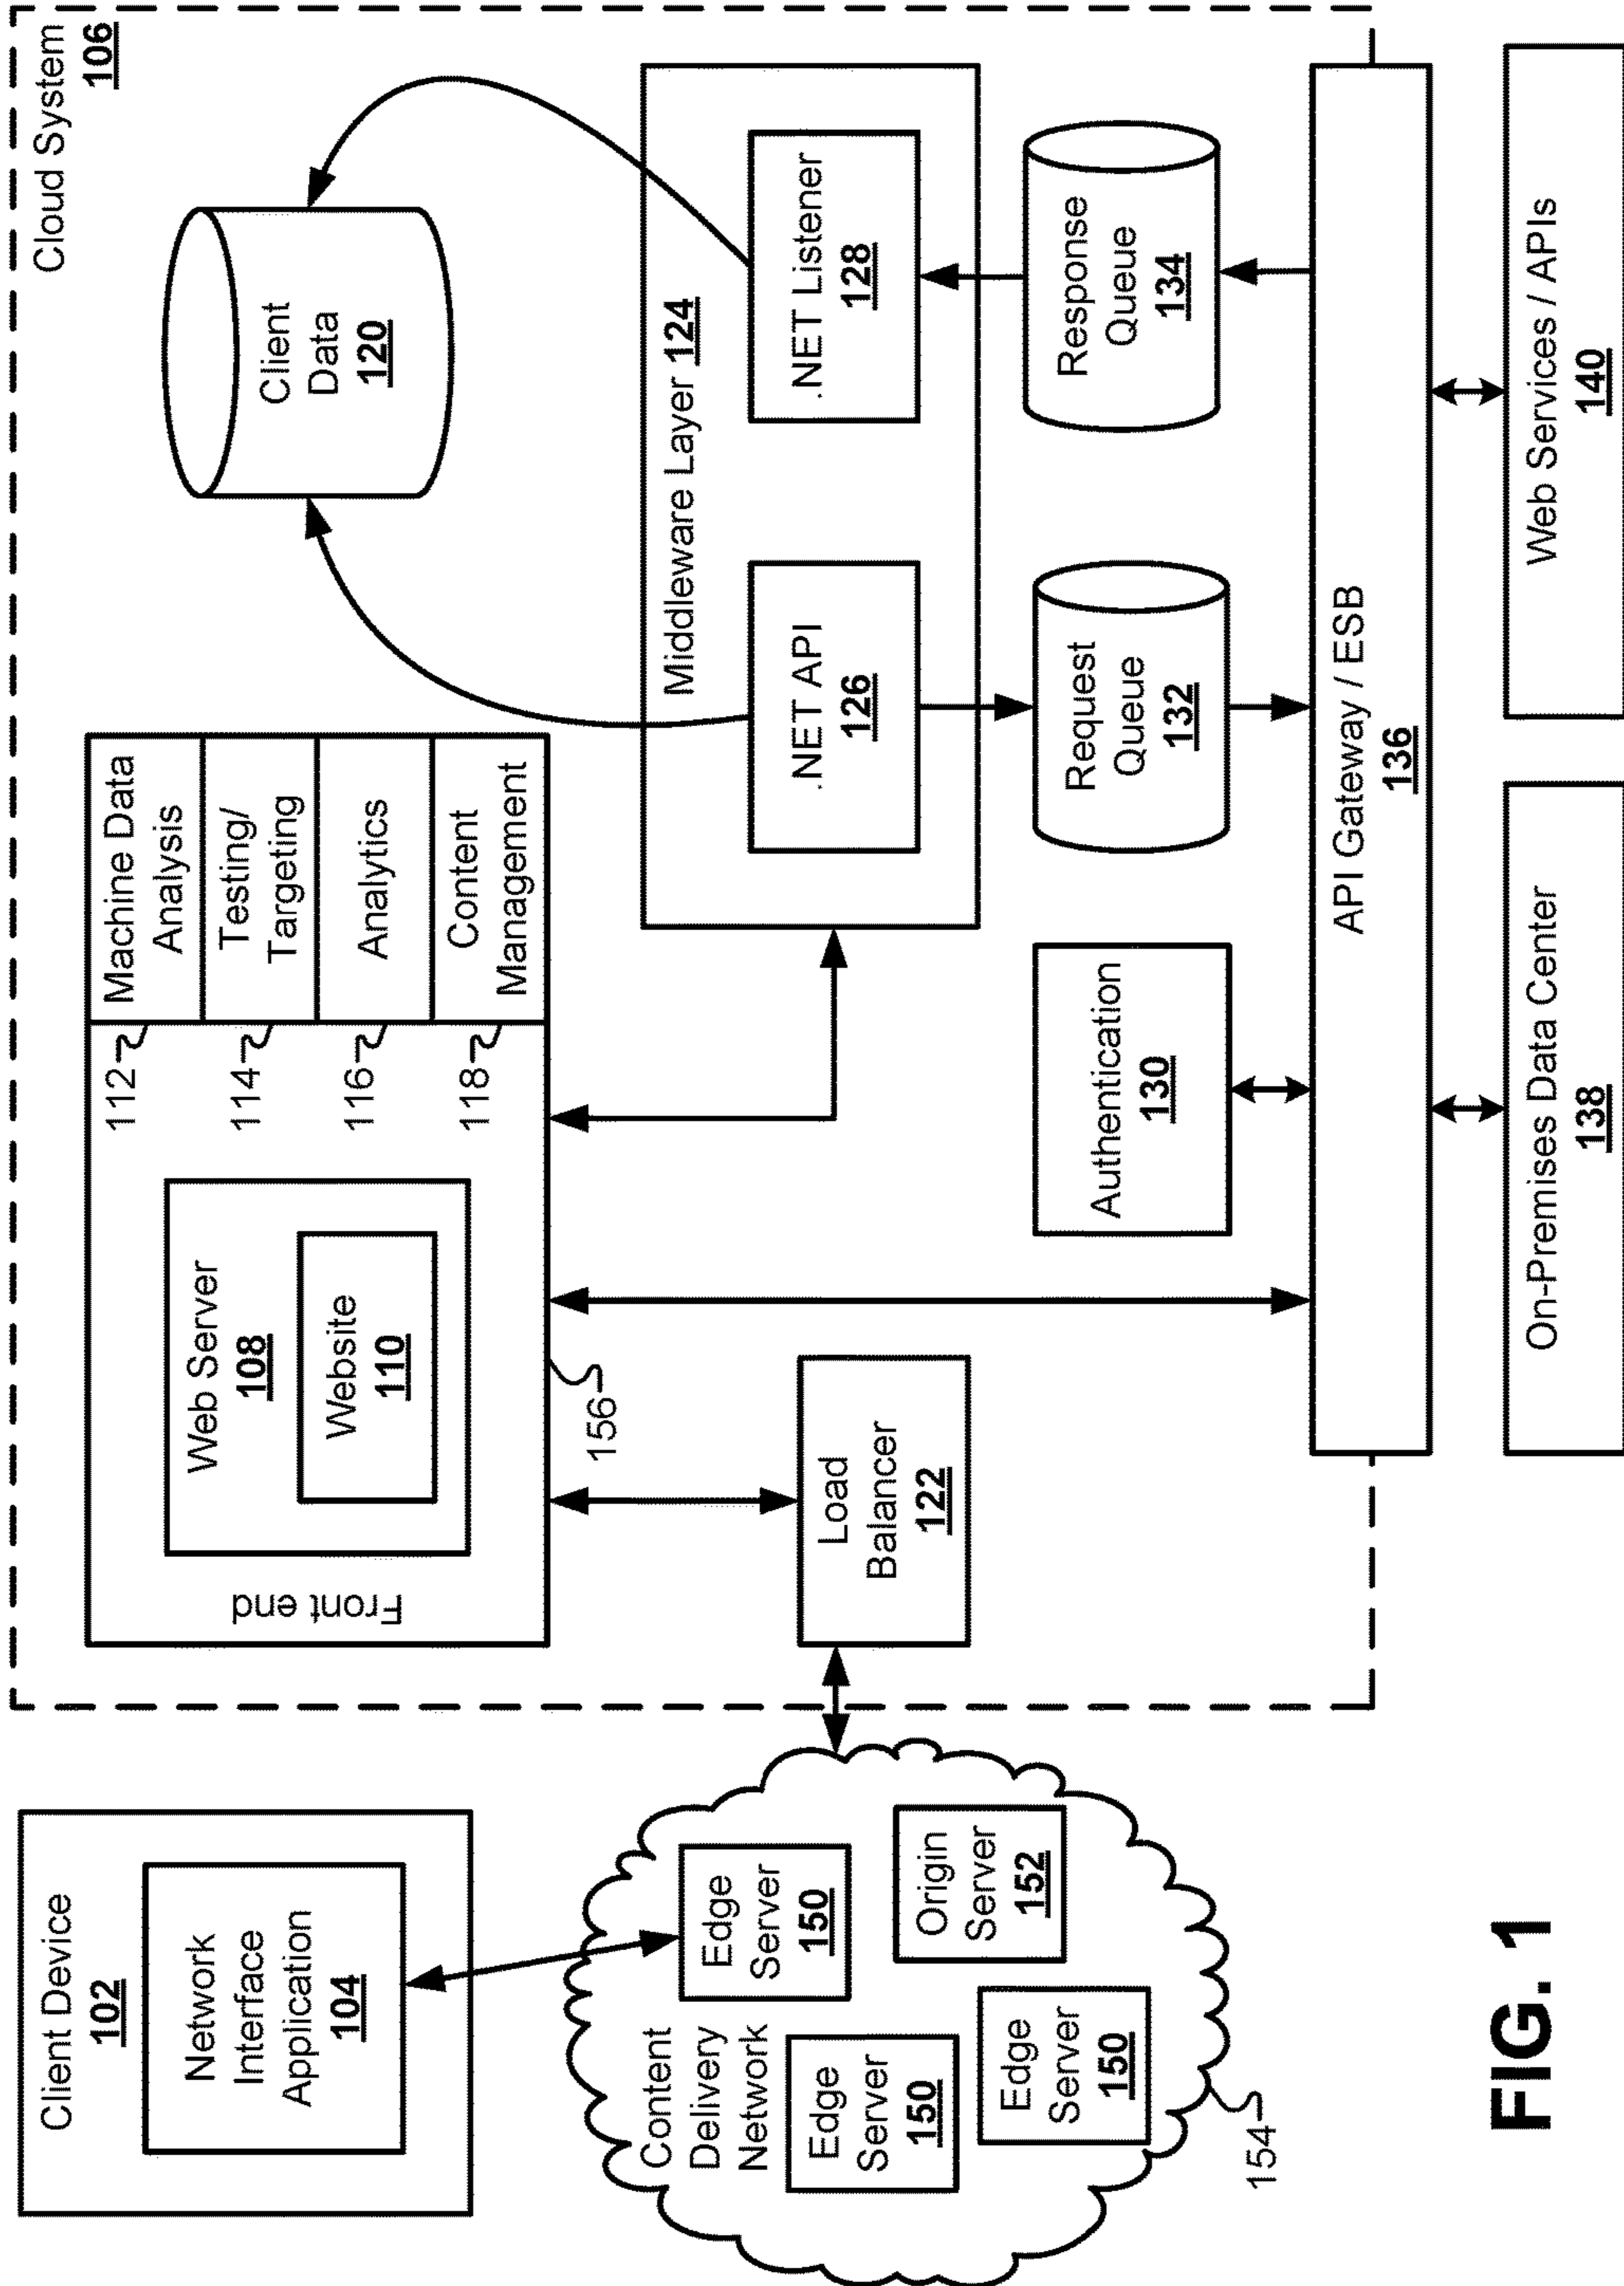 Client Device
102
Network
Interface
Application
104
Content
Delivery
Network
Edge
Server
150
Edge
Server
150
Edge
Server
150
Origin
Server
152
154
Cloud System
106
Front end
Web Server
108
Website
110
112
114
116
118
Machine Data
Analysis
Testing/
Targeting
Analytics
Content
Management
156
Client
Data
120
Load
Balancer
122
Middleware Layer 124
.NET API
126
.NET Listener
128
Authentication
130
Request
Queue
132
Response
Queue
134
API Gateway / ESB
136
On-Premises Data Center
138
Web Services / APIs
140
FIG. 1